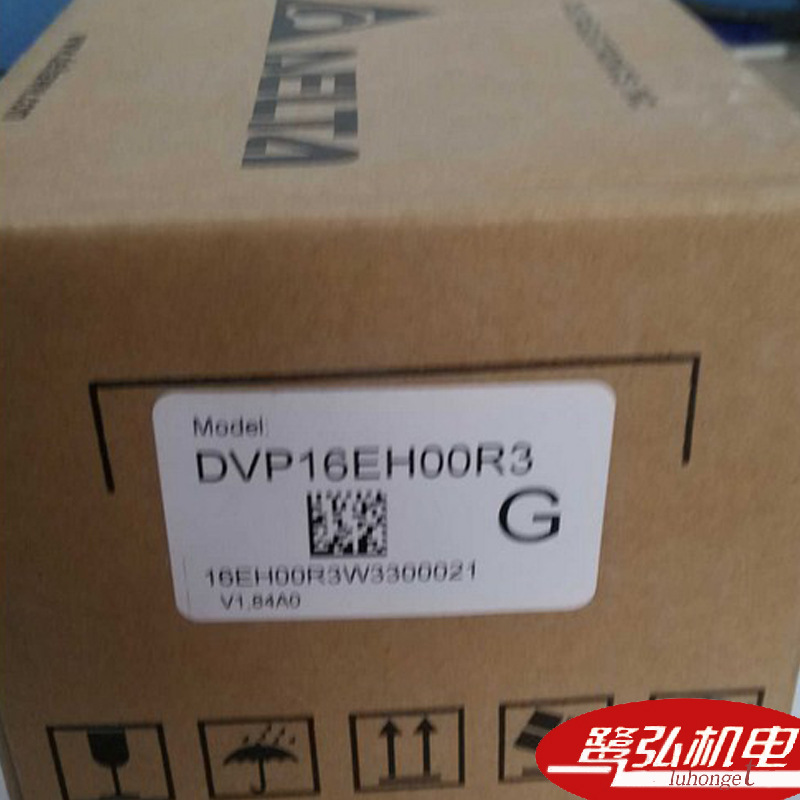 DELTA
Model:
DVP16EH00R3
G
16EH00R3W3300021
V1.84A0
鹭弘机电
luhonget